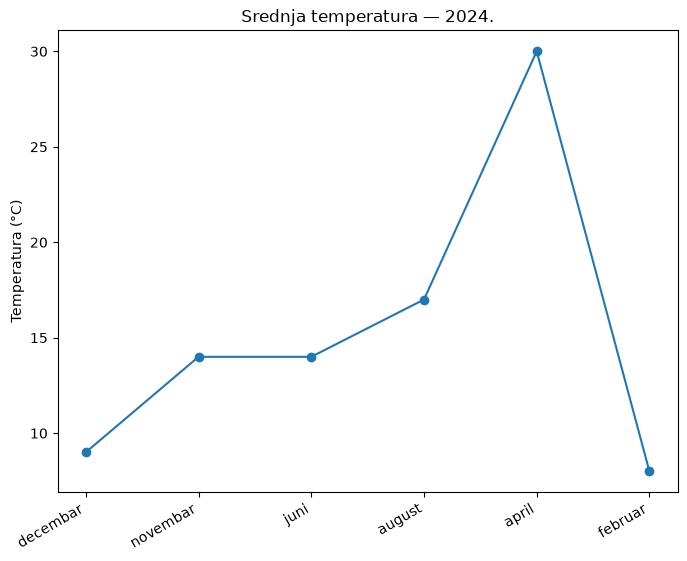 Srednja temperatura — 2024.
Temperatura (°C)
30
25
20
15
10
decembar
novembar
juni
august
april
februar